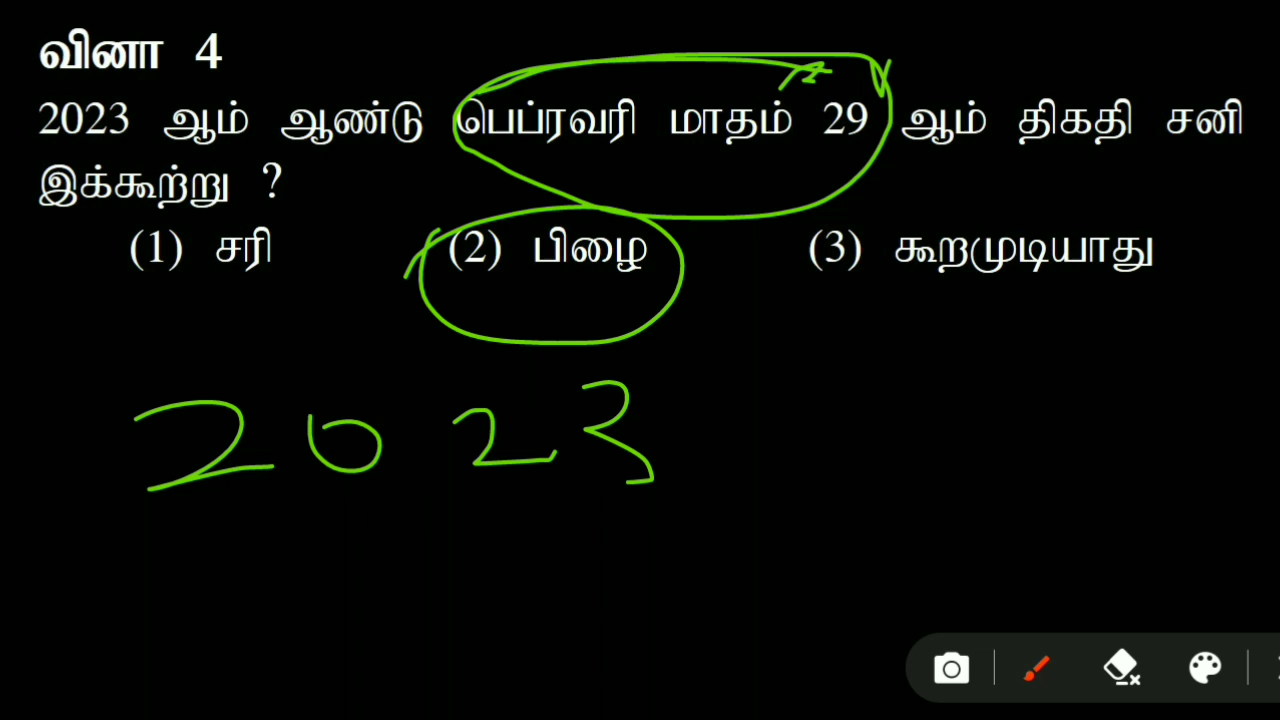 வினா 4
2023 ஆம் ஆண்டு பெப்ரவரி மாதம் 29 ஆம் திகதி சனி
இக்கூற்று ?
(1) சரி (2) பிழை (3) கூறமுடியாது
2023